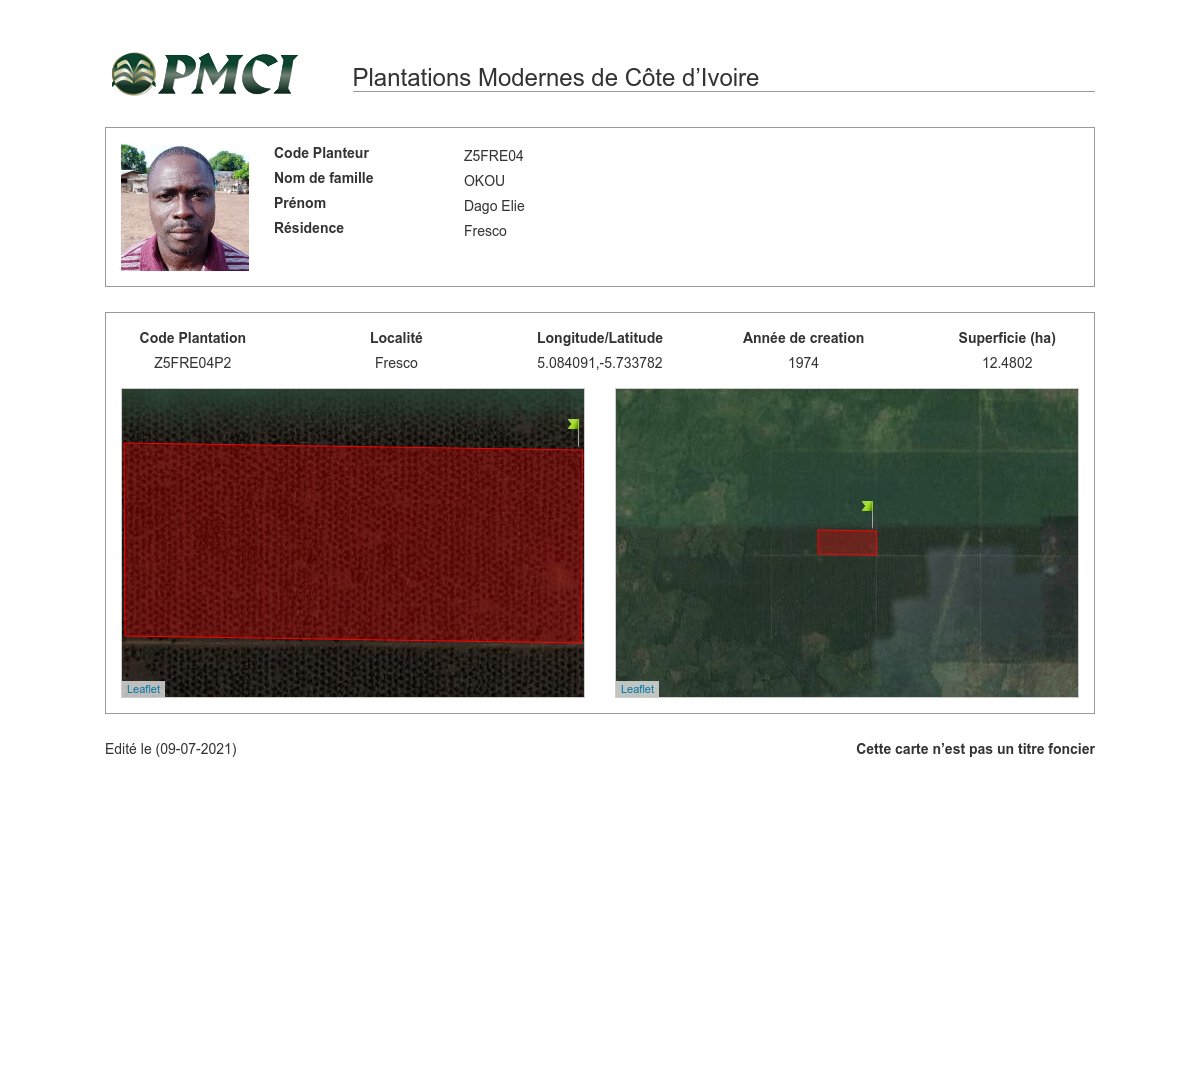 PMCI
Plantations Modernes de Côte d’Ivoire
Code Planteur Z5FRE04
Nom de famille OKOU
Prénom Dago Elie
Résidence Fresco
Code Plantation Localité Longitude/Latitude Année de creation Superficie (ha)
Z5FRE04P2 Fresco 5.084091,-5.733782 1974 12.4802
Leaflet Leaflet
Edité le (09-07-2021) Cette carte n’est pas un titre foncier